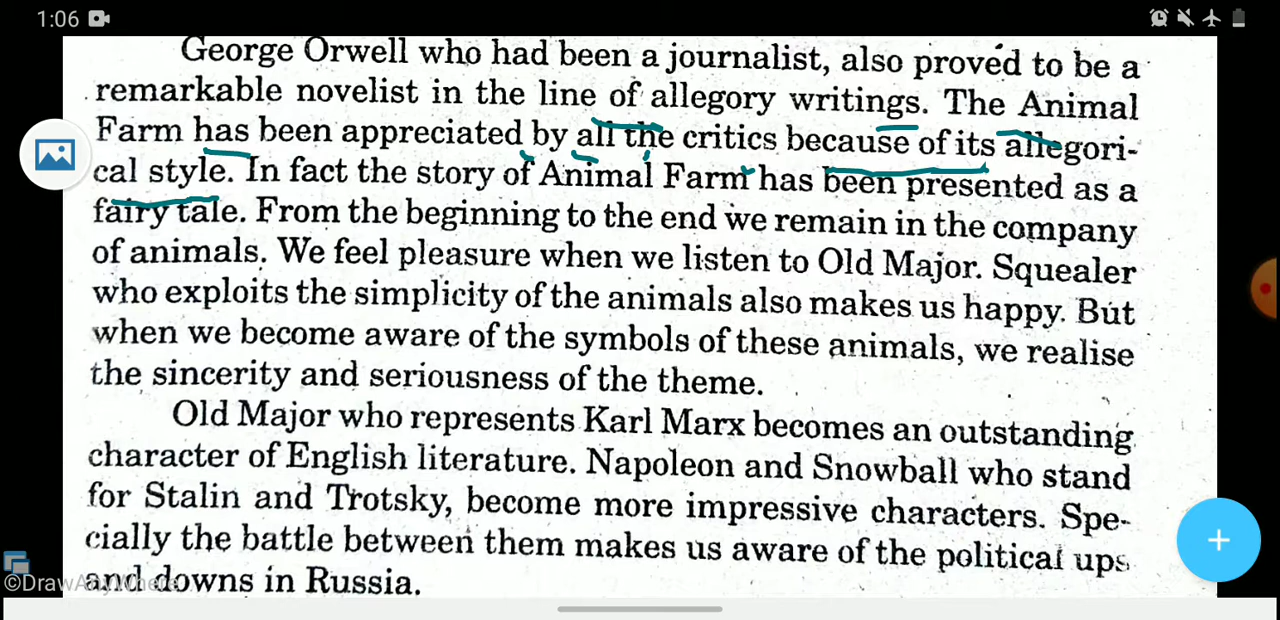 1:06
George Orwell who had been a journalist, also proved to be a
remarkable novelist in the line of allegory writings. The Animal
Farm has been appreciated by all the critics because of its allegori-
cal style. In fact the story of Animal Farm has been presented as a
fairy tale. From the beginning to the end we remain in the company
of animals. We feel pleasure when we listen to Old Major. Squealer
who exploits the simplicity of the animals also makes us happy. But
when we become aware of the symbols of these animals, we realise
the sincerity and seriousness of the theme.
Old Major who represents Karl Marx becomes an outstanding
character of English literature. Napoleon and Snowball who stand
for Stalin and Trotsky, become more impressive characters. Spe-
cially the battle between them makes us aware of the political ups
and downs in Russia.
©DrawAnyWhere